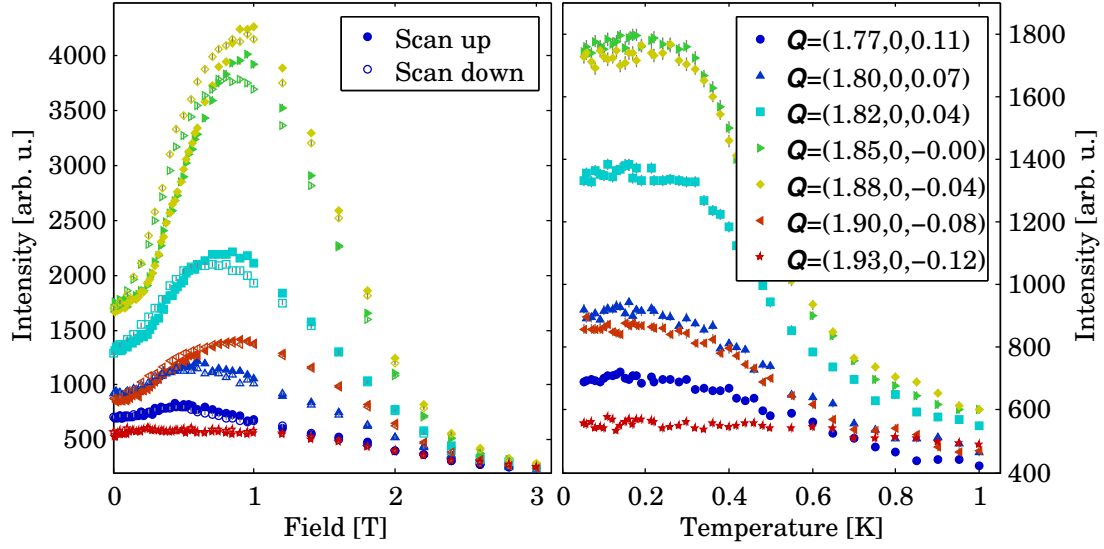 Scan up
Scan down
4000
3500
3000
2500
2000
1500
1000
500
Intensity [arb. u.]
0
1
2
3
Field [T]
Q=(1.77,0,0.11)
Q=(1.80,0,0.07)
Q=(1.82,0,0.04)
Q=(1.85,0,−0.00)
Q=(1.88,0,−0.04)
Q=(1.90,0,−0.08)
Q=(1.93,0,−0.12)
1800
1600
1400
1200
1000
800
600
400
Intensity [arb. u.]
0
0.2
0.4
0.6
0.8
1
Temperature [K]